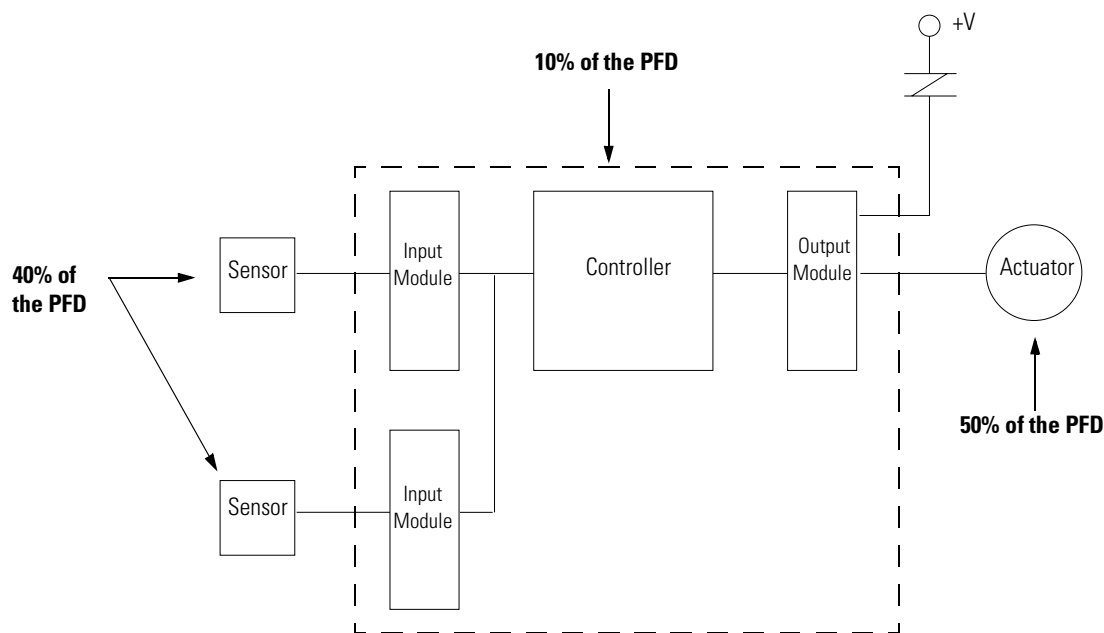 +V
10% of the PFD
Input
Module
Output
Module
Sensor
Controller
Actuator
40% of
the PFD
50% of the PFD
Sensor
Input
Module